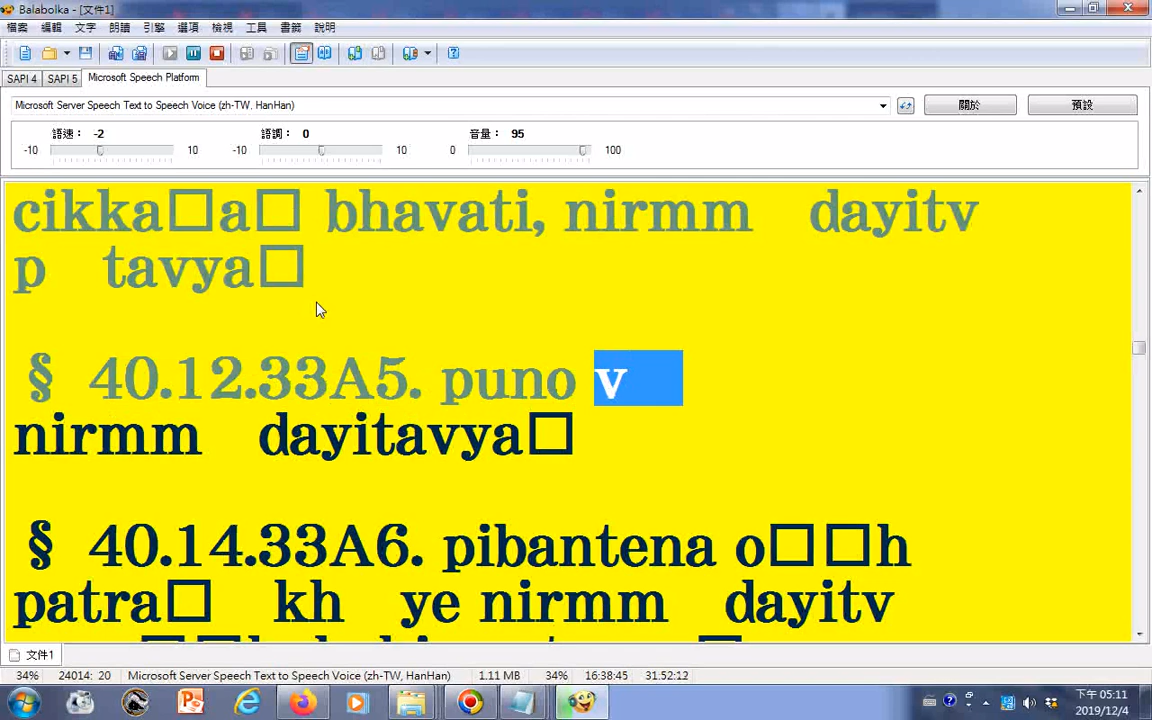 Balabolka - [文件1]
檔案 編輯 文字 朗讀 引擎 選項 檢視 工具 書籤 說明
SAPI 4 SAPI 5 Microsoft Speech Platform
Microsoft Server Speech Text to Speech Voice (zh-TW, HanHan) 關於 預設
語速： -2 語調： 0 音量： 95
-10 10 -10 10 0 100
cikka□a□ bhavati, nirmm dayitv
p tavya□
§ 40.12.33A5. puno v
nirmm dayitavya□
§ 40.14.33A6. pibantena o□□h
patra□ kh ye nirmm dayitv
文件1
34% 24014: 20 Microsoft Server Speech Text to Speech Voice (zh-TW, HanHan) 1.11 MB 34% 16:38:45 31:52:12
下午 05:11
2019/12/4